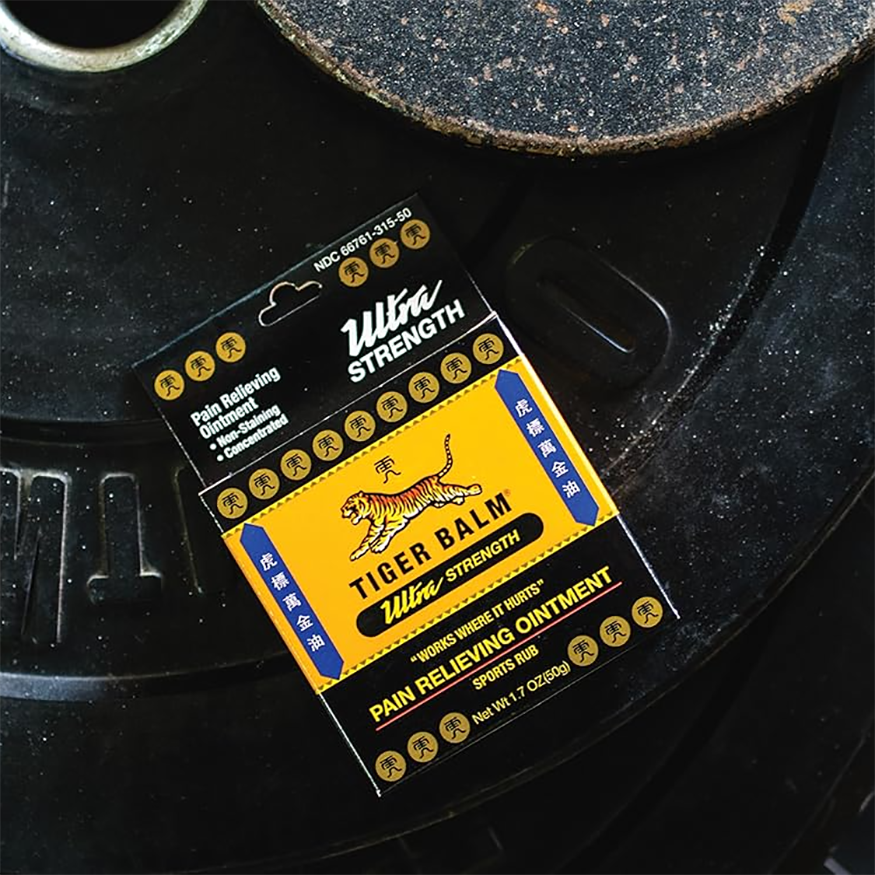 NDC 66761-315-50
Ultra
STRENGTH
Pain Relieving
Ointment
• Non-Staining
• Concentrated
虎標萬金油
虎標萬金油
TIGER BALM®
Ultra STRENGTH
"WORKS WHERE IT HURTS"
PAIN RELIEVING OINTMENT
SPORTS RUB
Net Wt 1.7 OZ(50g)